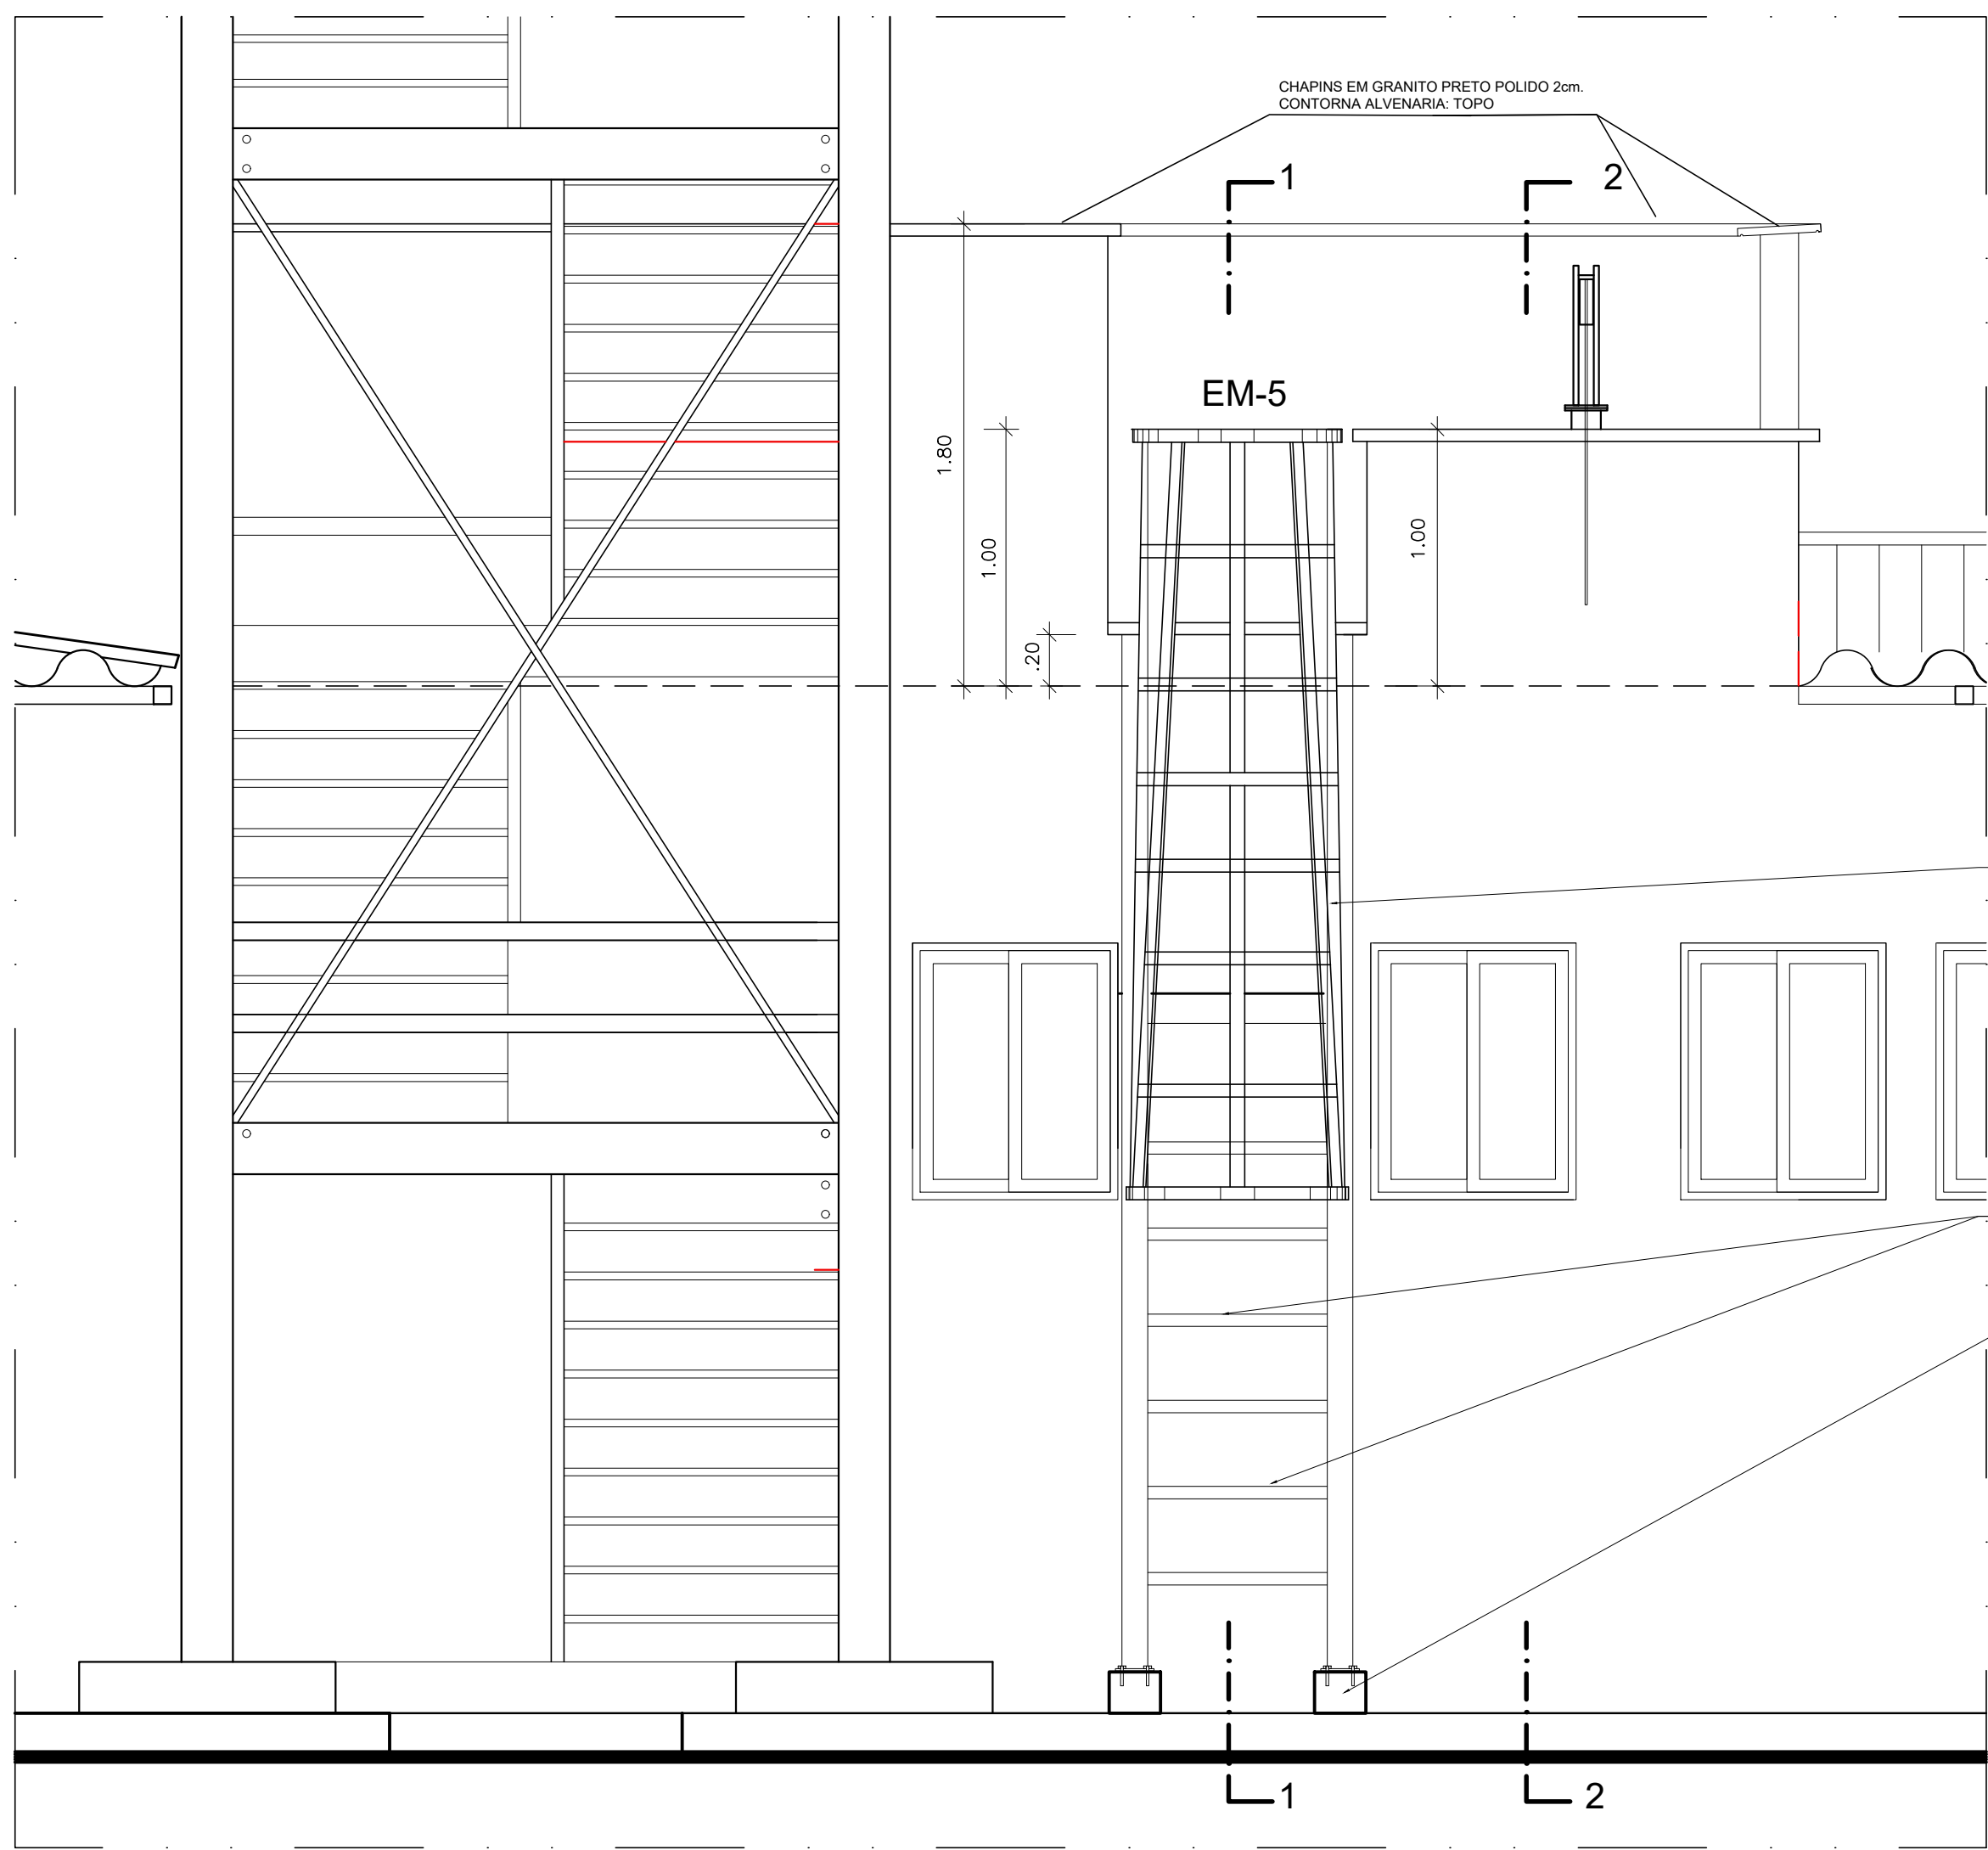 CHAPINS EM GRANITO PRETO POLIDO 2cm.
CONTORNA ALVENARIA: TOPO
1
2
EM-5
1.80
1.00
1.00
.20
1
2